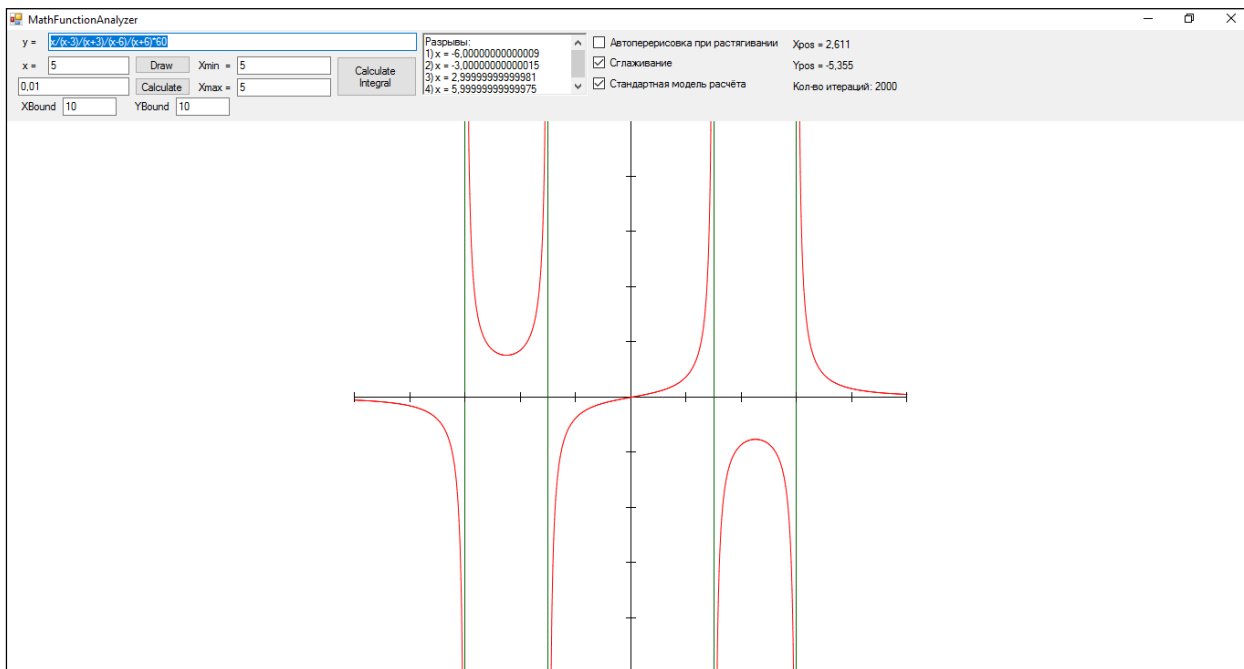 MathFunctionAnalyzer
y = x/(x-3)/(x+3)/(x-6)/(x+6)*60
x = 5 Draw Xmin = 5
0,01 Calculate Xmax = 5
XBound 10 YBound 10
Calculate
Integral
Разрывы:
1) x = -6,00000000000009
2) x = -3,00000000000015
3) x = 2,99999999999981
4) x = 5,99999999999975
Автоперерисовка при растягивании
Сглаживание
Стандартная модель расчёта
Xpos = 2,611
Ypos = -5,355
Кол-во итераций: 2000